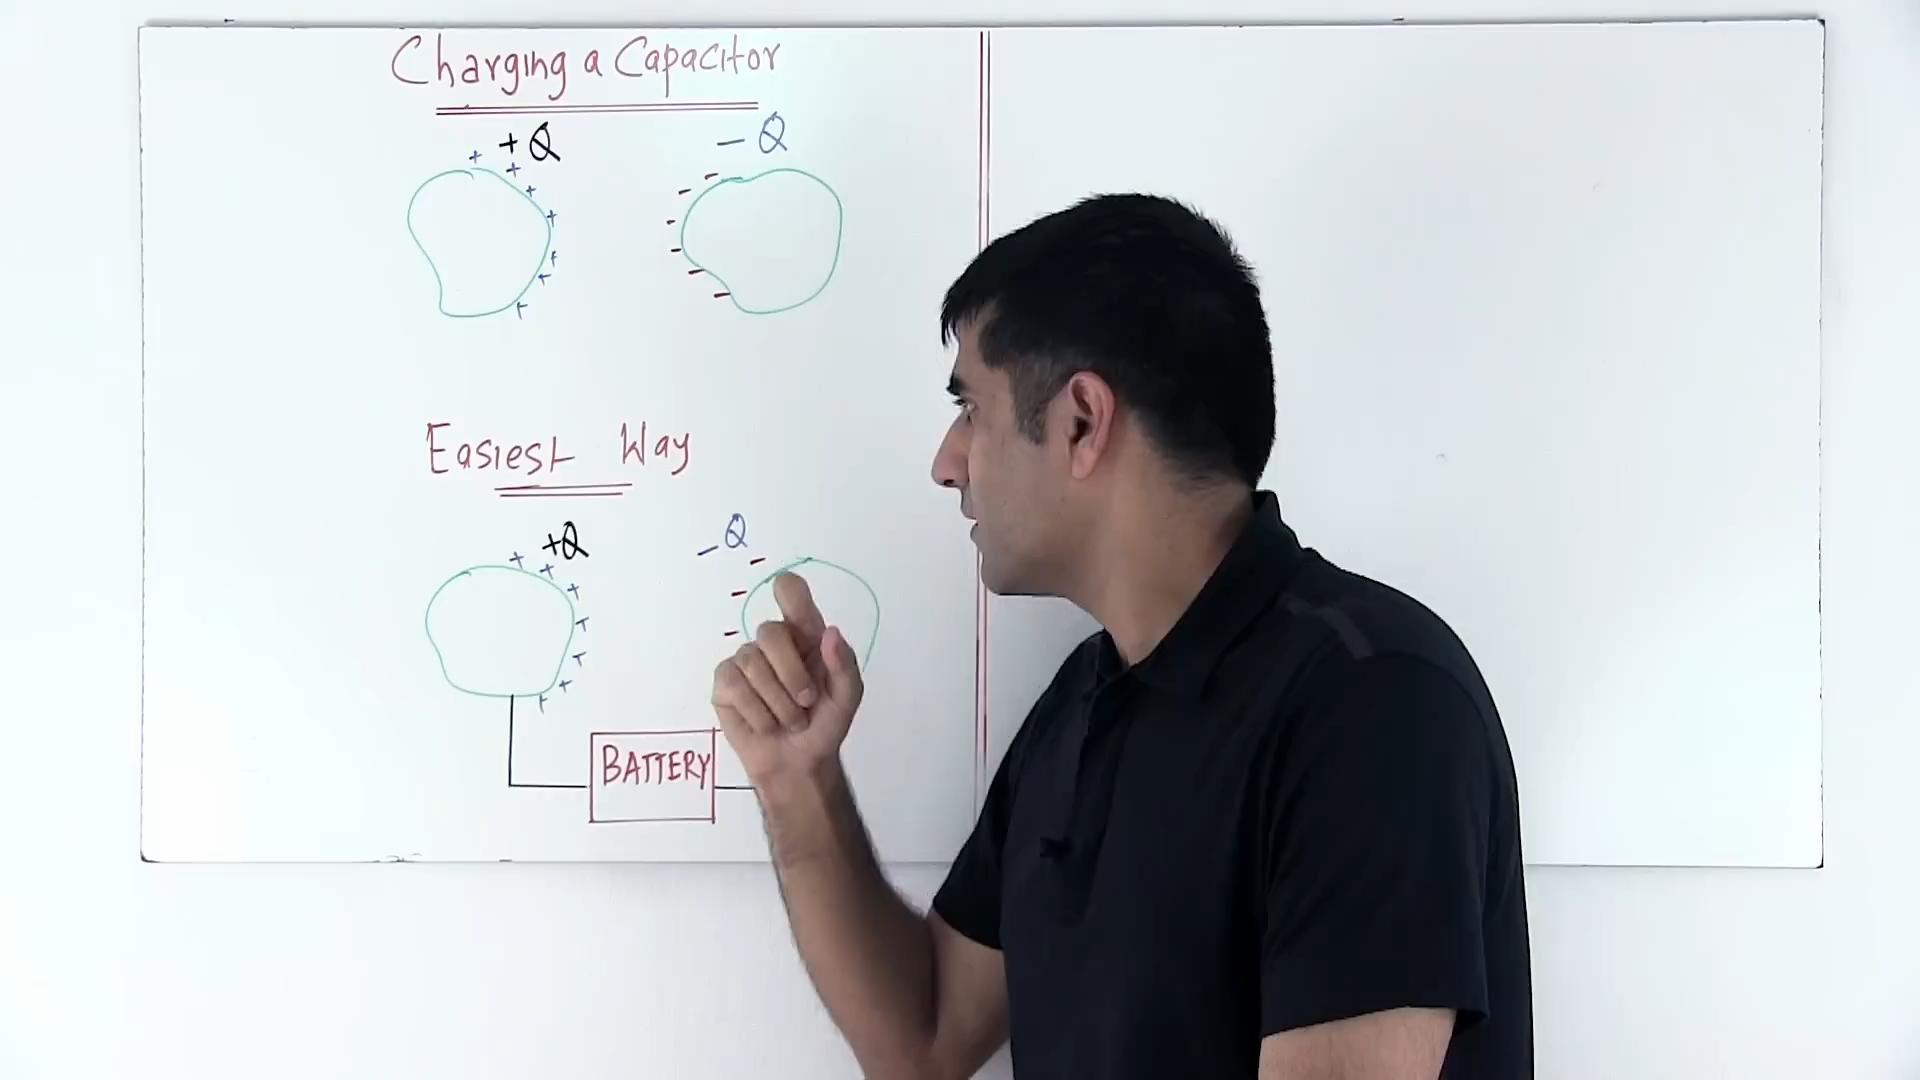 Charging a Capacitor
+Q
-Q
Easiest Way
+Q
-Q
BATTERY